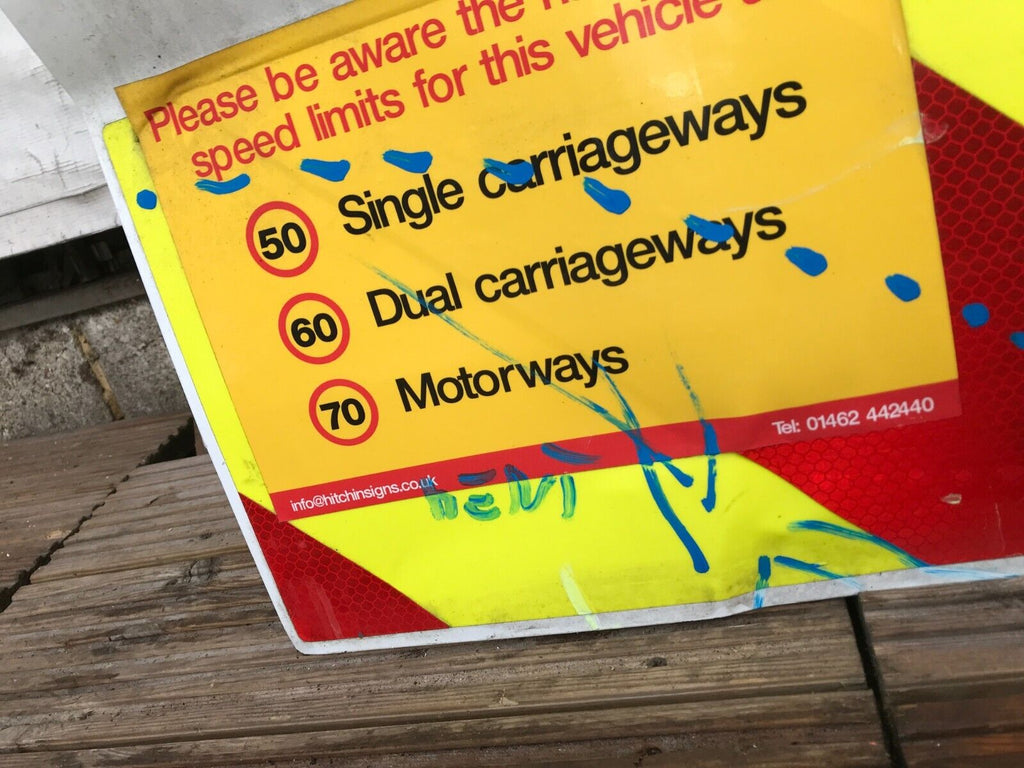 Please be aware the
speed limits for this vehicle
50 Single carriageways
60 Dual carriageways
70 Motorways
info@hitchinsigns.co.uk
Tel: 01462 442440